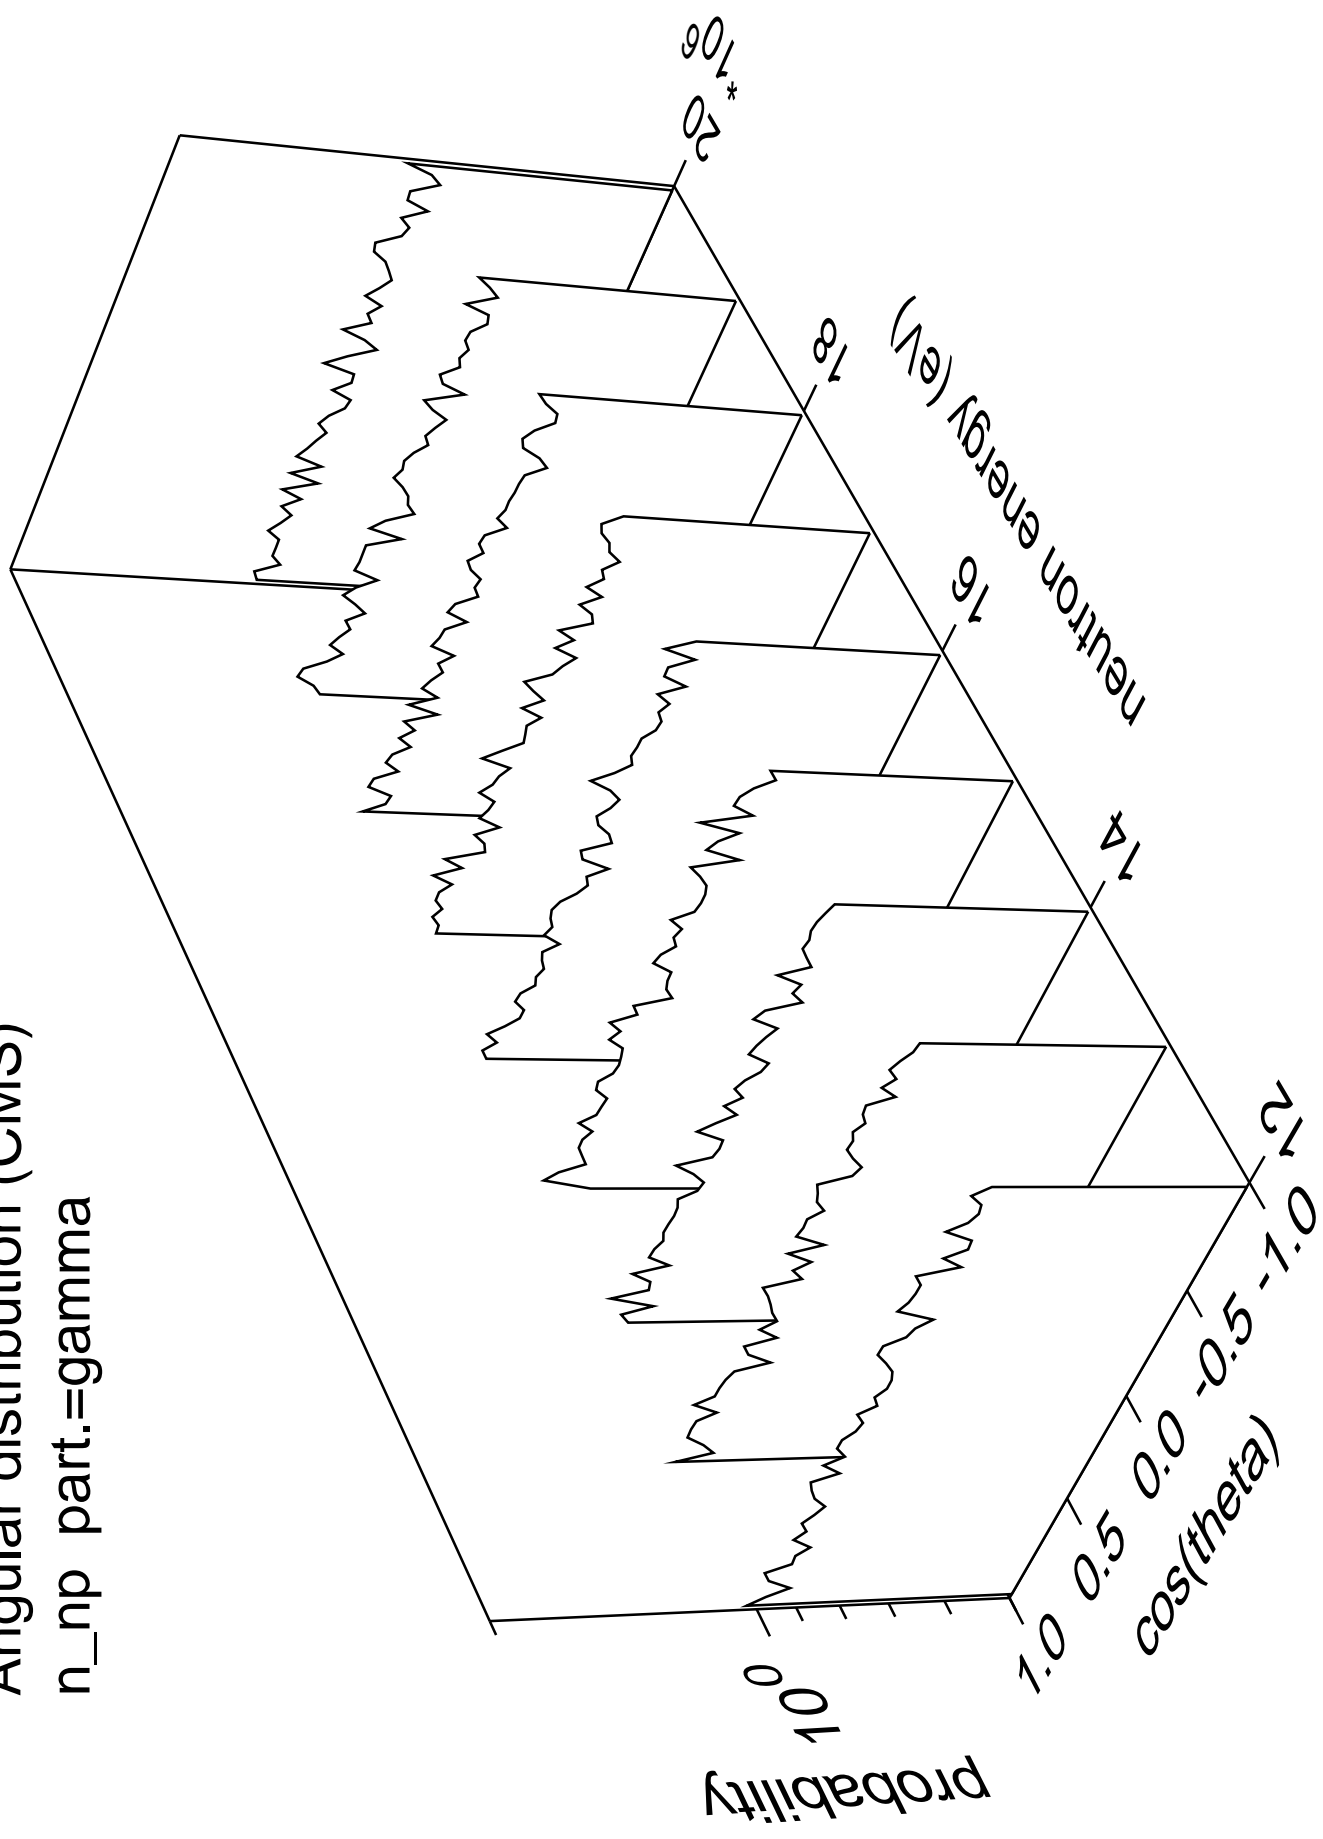 Angular distribution (CMS)
n_np part.=gamma
probability
10 0
1.0 0.5 0.0 -0.5 -1.0
cos(theta)
12 14 16 18 20
* 10 6
neutron energy (eV)